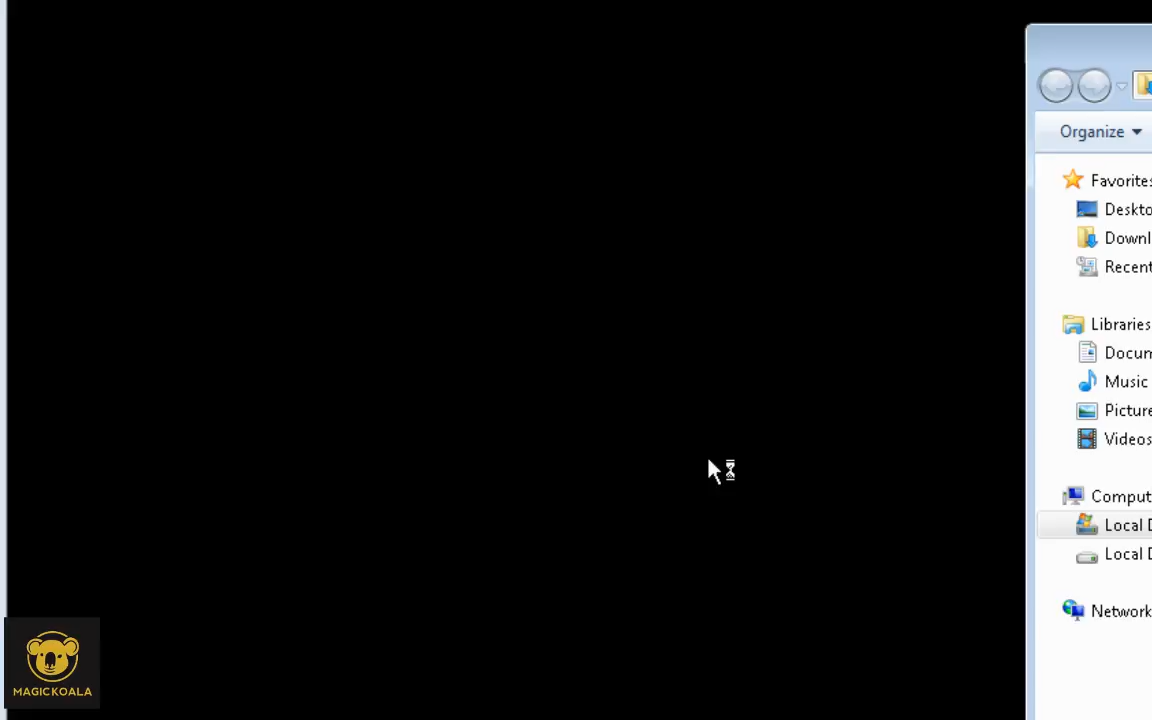 Organize
Favorites
Deskto
Downl
Recent
Libraries
Docum
Music
Picture
Videos
Comput
Local D
Local D
Network
MAGICKOALA